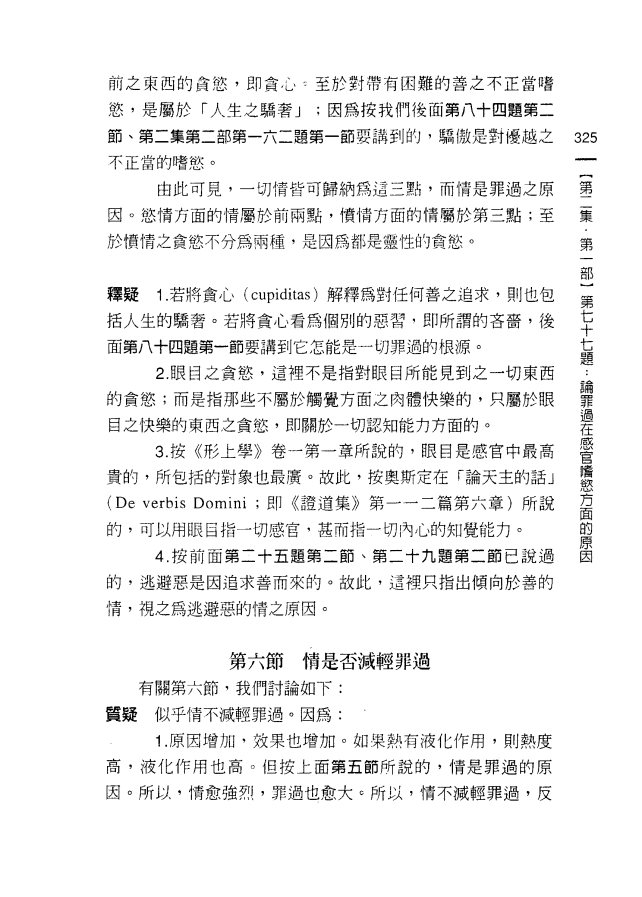 前之東西的貪慾,即貪心。至於對帶有困難的善之不正當嗜
慾,是屬於「人生之驕奢」;因爲按我們後面第八十四題第二
節、第二集第二部第一六二題第一節要講到的,驕傲是對優越之
不正當的嗜慾。
由此可見,一切情皆可歸納爲這三點,而情是罪過之原
因。慾情方面的情屬於前兩點,憤情方面的情屬於第三點;至
於憤情之貪慾不分爲兩種,是因爲都是靈性的貪慾。
釋疑 1.若將貪心(cupiditas)解釋爲對任何善之追求,則也包
括人生的驕奢。若將貪心看爲個別的惡習,即所謂的吝嗇,後
面第八十四題第一節要講到它怎能是一切罪過的根源。
2.眼目之貪慾,這裡不是指對眼目所能見到之一切東西
的貪慾;而是指那些不屬於觸覺方面之肉體快樂的,只屬於眼
目之快樂的東西之貪慾,即關於一切認知能力方面的。
3.按《形上學》卷一第一章所說的,眼目是感官中最高
貴的,所包括的對象也最廣。故此,按奧斯定在「論天主的話」
(De verbis Domini;即《證道集》第一一二篇第六章)所說
的,可以用眼目指一切感官,甚而指一切內心的知覺能力。
4.按前面第二十五題第二節、第二十九題第二節已說過
的,逃避惡是因追求善而來的。故此,這裡只指出傾向於善的
情,視之爲逃避惡的情之原因。
第六節 情是否減輕罪過
有關第六節,我們討論如下:
質疑 似乎情不減輕罪過。因爲:
1.原因增加,效果也增加。如果熱有液化作用,則熱度
高,液化作用也高。但按上面第五節所說的,情是罪過的原
因。所以,情愈強烈,罪過也愈大。所以,情不減輕罪過,反
325
【第二集.第一部】第七十七題:論罪過在感官嗜慾方面的原因